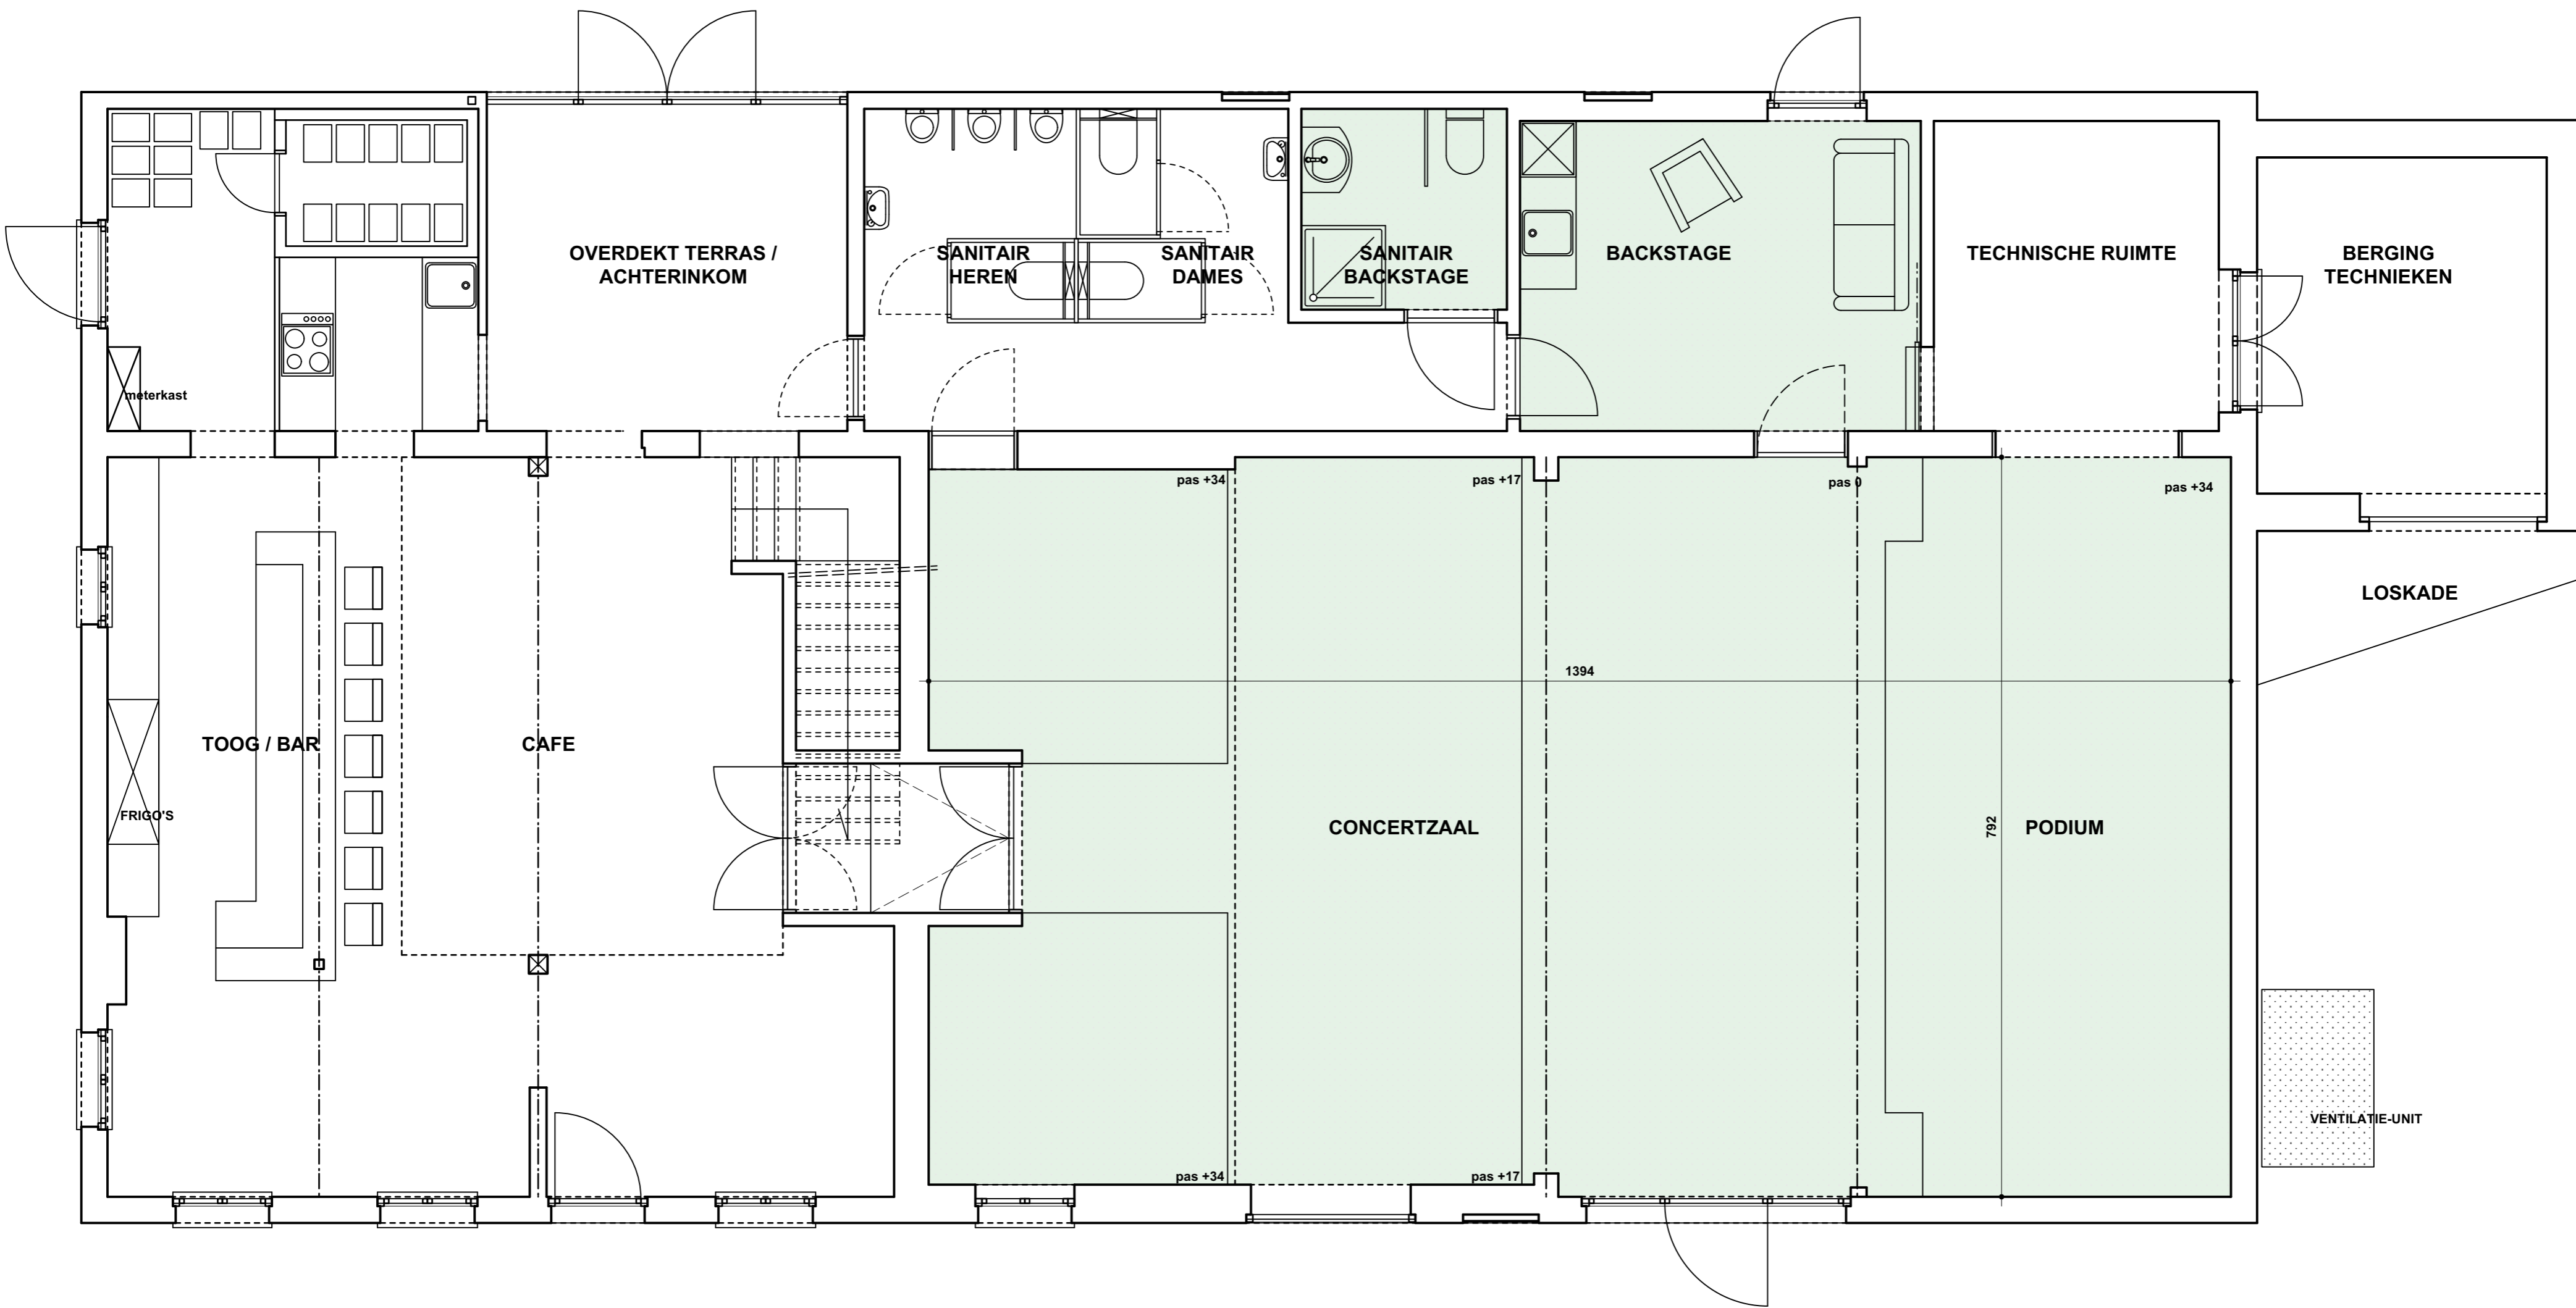 OVERDEKT TERRAS /
ACHTERINKOM
SANITAIR
HEREN
SANITAIR
DAMES
SANITAIR
BACKSTAGE
BACKSTAGE
TECHNISCHE RUIMTE
BERGING
TECHNIEKEN
meterkast
pas +34
pas +17
pas 0
pas +34
LOSKADE
1394
TOOG / BAR
CAFE
FRIGO'S
CONCERTZAAL
792
PODIUM
VENTILATIE-UNIT
pas +34
pas +17